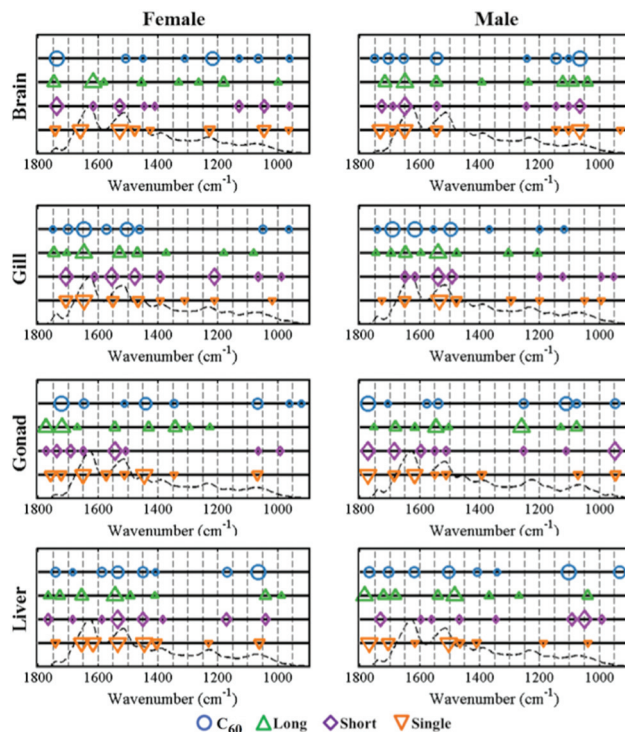 Female Male
Brain
1800 1600 1400 1200 1000 1800 1600 1400 1200 1000
Wavenumber (cm⁻¹) Wavenumber (cm⁻¹)
Gill
1800 1600 1400 1200 1000 1800 1600 1400 1200 1000
Wavenumber (cm⁻¹) Wavenumber (cm⁻¹)
Gonad
1800 1600 1400 1200 1000 1800 1600 1400 1200 1000
Wavenumber (cm⁻¹) Wavenumber (cm⁻¹)
Liver
1800 1600 1400 1200 1000 1800 1600 1400 1200 1000
Wavenumber (cm⁻¹) Wavenumber (cm⁻¹)
C₆₀ Long Short Single